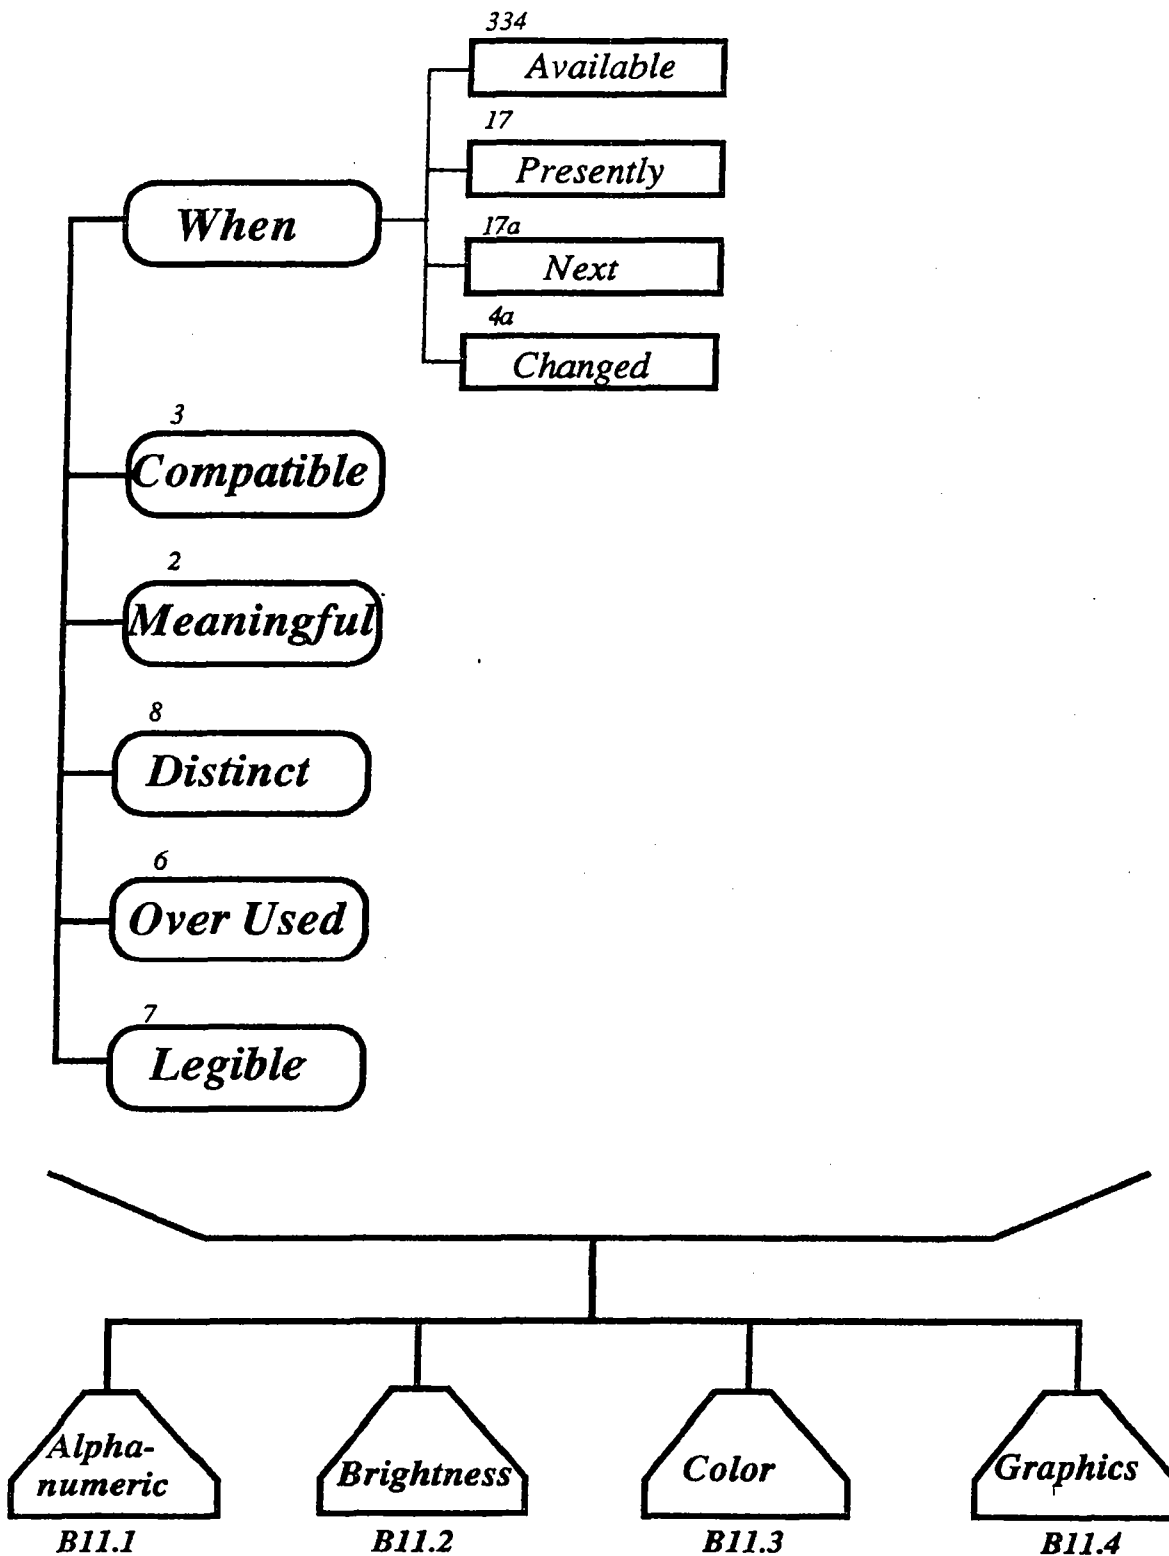 334
Available
17
Presently
When
17a
Next
4a
Changed
3
Compatible
2
Meaningful
8
Distinct
6
Over Used
7
Legible
Alpha-
numeric
Brightness
Color
Graphics
B11.1
B11.2
B11.3
B11.4